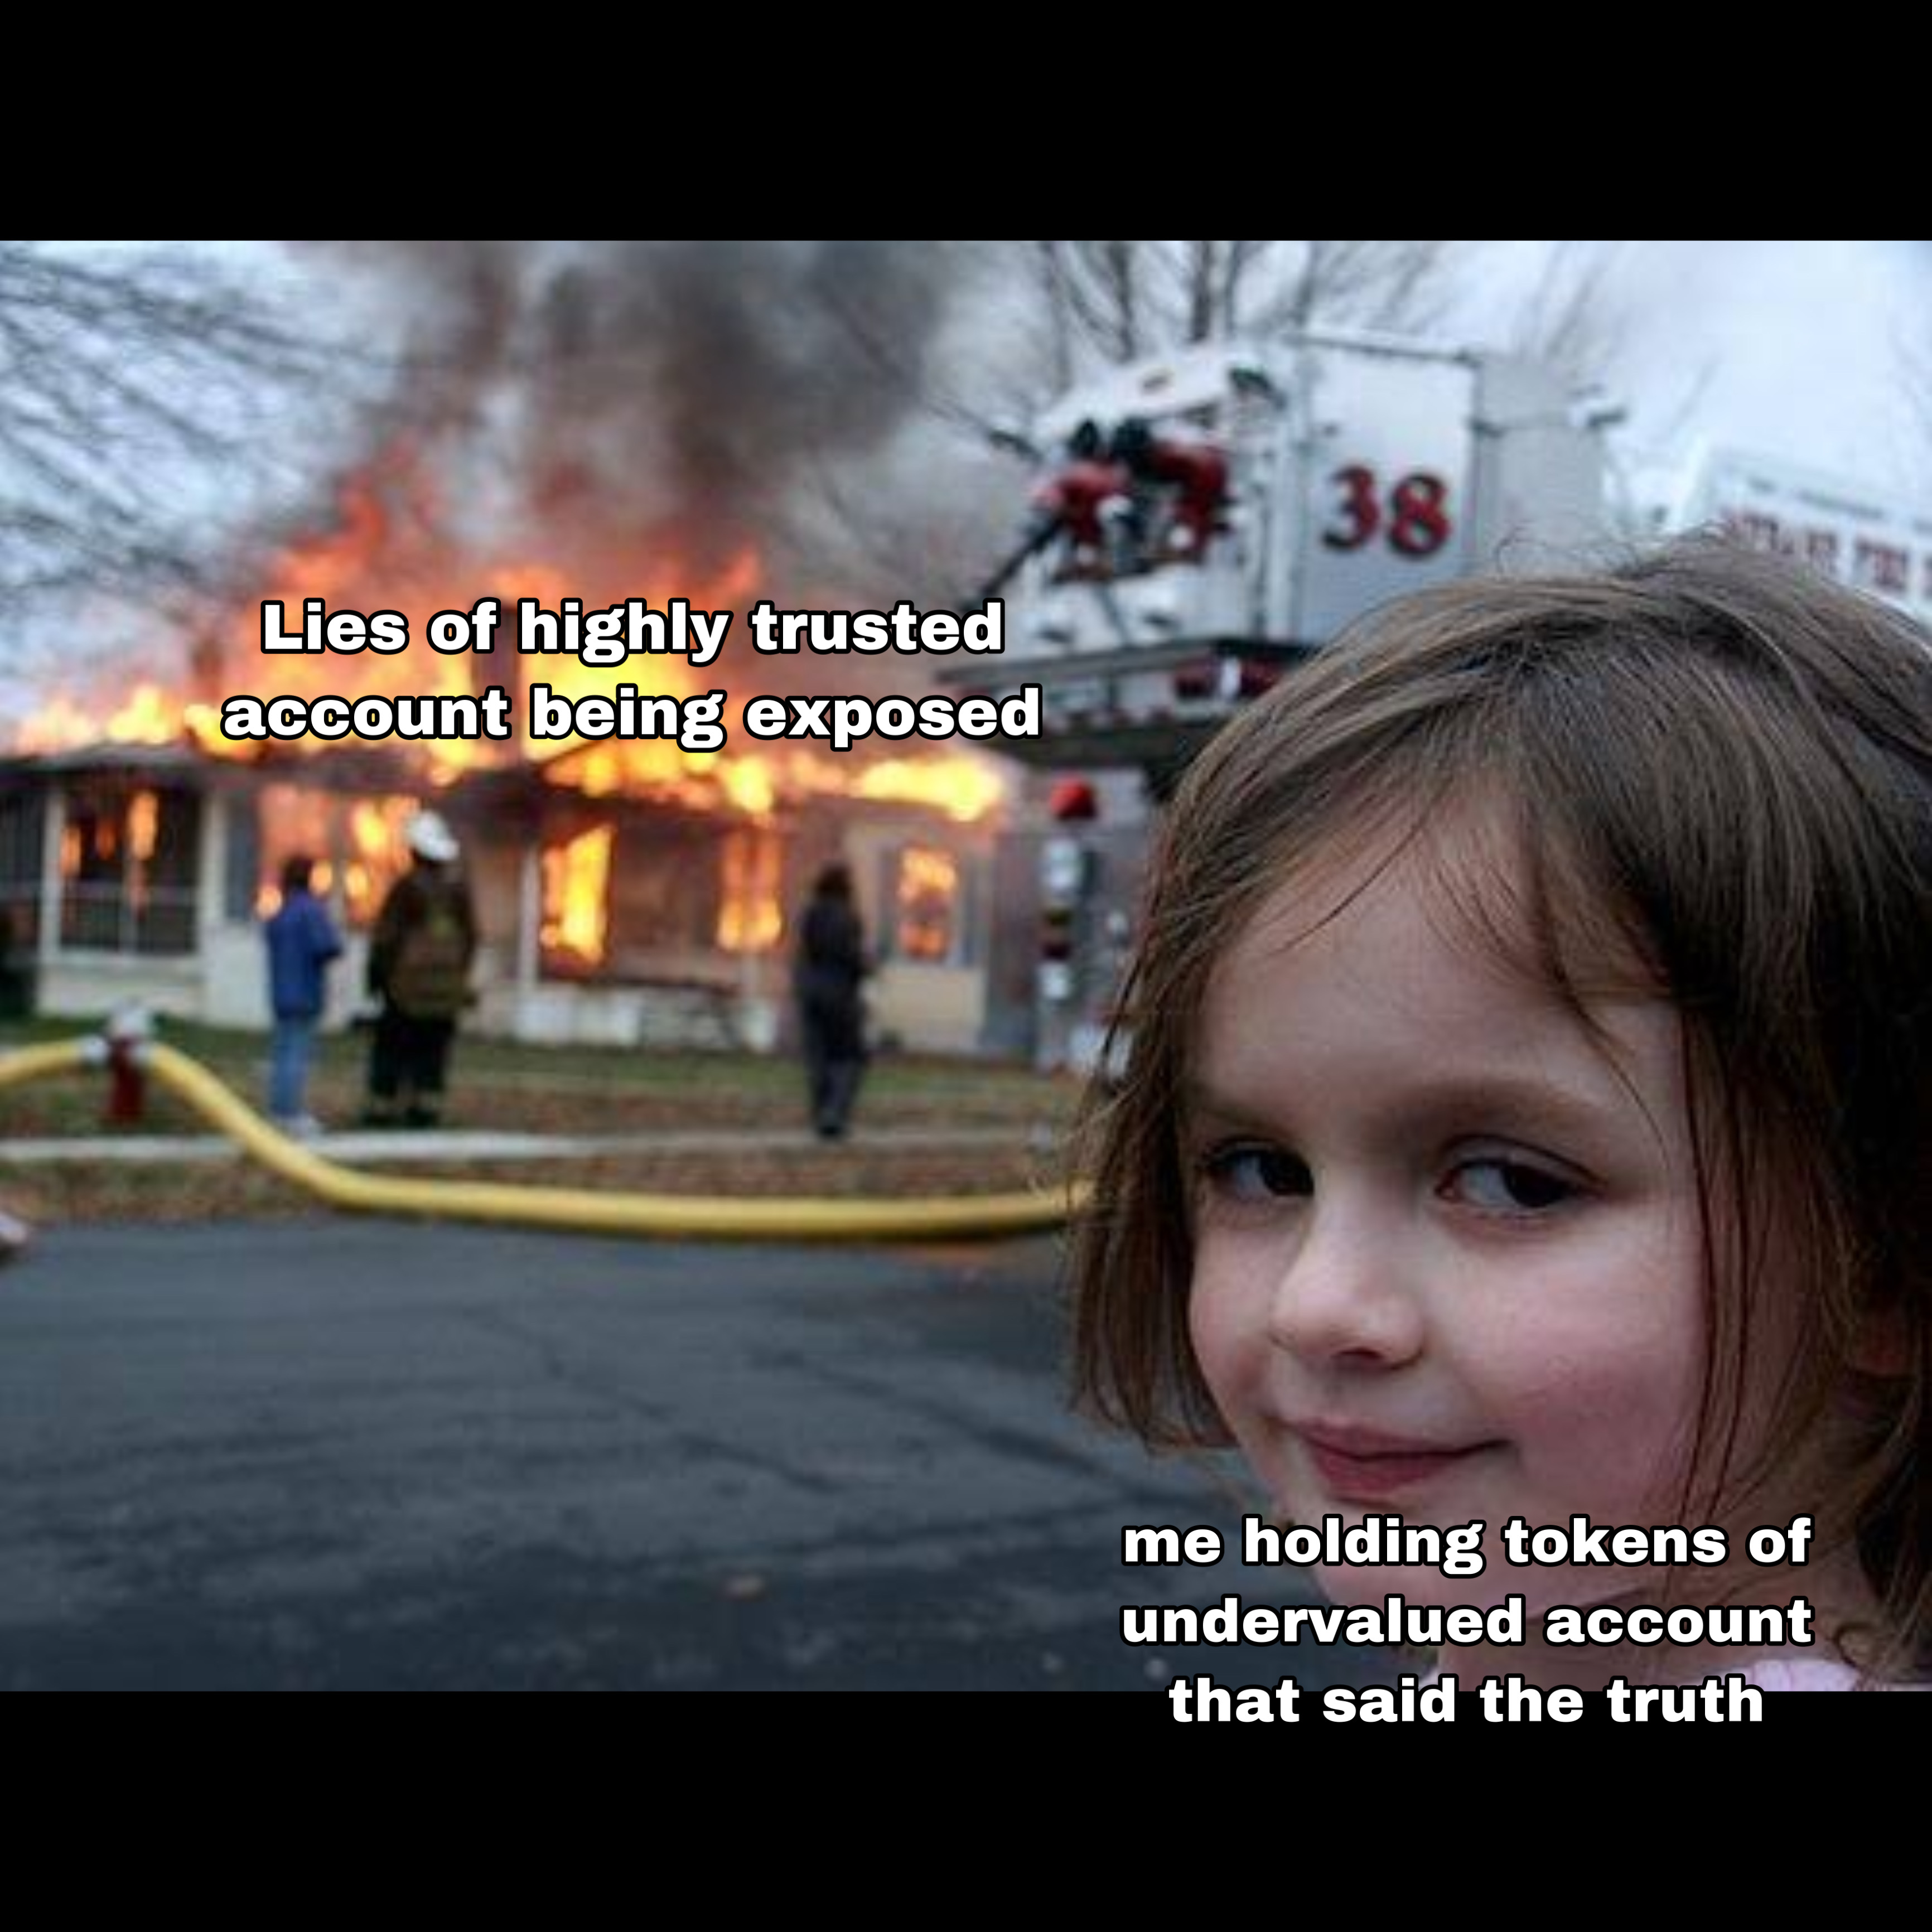 38
Lies of highly trusted
account being exposed
me holding tokens of
undervalued account
that said the truth